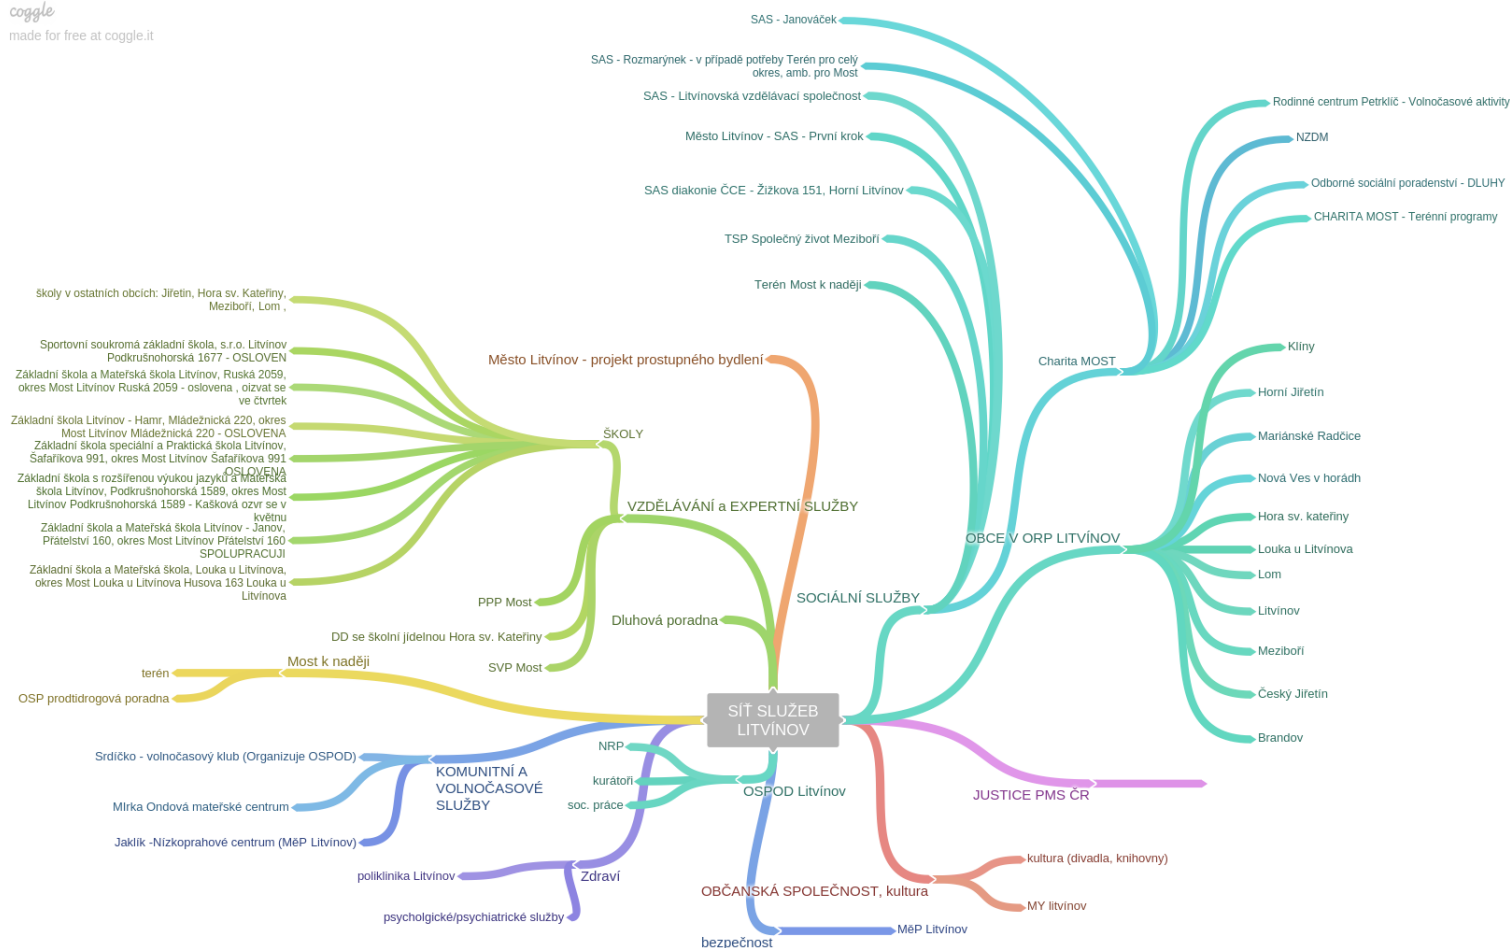 coggle
made for free at coggle.it
SAS - Janováček
SAS - Rozmarýnek - v případě potřeby Terén pro celý
okres, amb. pro Most
SAS - Litvínovská vzdělávací společnost
Město Litvínov - SAS - První krok
SAS diakonie ČCE - Žižkova 151, Horní Litvínov
TSP Společný život Meziboří
Terén Most k naději
Rodinné centrum Petrklíč - Volnočasové aktivity
NZDM
Odborné sociální poradenství - DLUHY
CHARITA MOST - Terénní programy
Charita MOST
Město Litvínov - projekt prostupného bydlení
školy v ostatních obcích: Jiřetin, Hora sv. Kateřiny,
Meziboří, Lom ,
Sportovní soukromá základní škola, s.r.o. Litvínov
Podkrušnohorská 1677 - OSLOVEN
Základní škola a Mateřská škola Litvínov, Ruská 2059,
okres Most Litvínov Ruská 2059 - oslovena , oizvat se
ve čtvrtek
Základní škola Litvínov - Hamr, Mládežnická 220, okres
Most Litvínov Mládežnická 220 - OSLOVENA
Základní škola speciální a Praktická škola Litvínov,
Šafaříkova 991, okres Most Litvínov Šafaříkova 991
OSLOVENA
Základní škola s rozšířenou výukou jazyků a Mateřská
škola Litvínov, Podkrušnohorská 1589, okres Most
Litvínov Podkrušnohorská 1589 - Kašková ozvr se v
květnu
Základní škola a Mateřská škola Litvínov - Janov,
Přátelství 160, okres Most Litvínov Přátelství 160
SPOLUPRACUJI
Základní škola a Mateřská škola, Louka u Litvínova,
okres Most Louka u Litvínova Husova 163 Louka u
Litvínova
ŠKOLY
VZDĚLÁVÁNÍ a EXPERTNÍ SLUŽBY
PPP Most
DD se školní jídelnou Hora sv. Kateřiny
SVP Most
Dluhová poradna
SOCIÁLNÍ SLUŽBY
OBCE V ORP LITVÍNOV
Klíny
Horní Jiřetín
Mariánské Radčice
Nová Ves v horádh
Hora sv. kateřiny
Louka u Litvínova
Lom
Litvínov
Meziboří
Český Jiřetín
Brandov
Most k naději
terén
OSP prodtidrogová poradna
SÍŤ SLUŽEB
LITVÍNOV
Srdíčko - volnočasový klub (Organizuje OSPOD)
MIrka Ondová mateřské centrum
Jaklík -Nízkoprahové centrum (MěP Litvínov)
KOMUNITNÍ A
VOLNOČASOVÉ
SLUŽBY
NRP
kurátoři
soc. práce
OSPOD Litvínov
JUSTICE PMS ČR
Zdraví
poliklinika Litvínov
psycholgické/psychiatrické služby
OBČANSKÁ SPOLEČNOST, kultura
kultura (divadla, knihovny)
MY litvínov
bezpečnost
MěP Litvínov